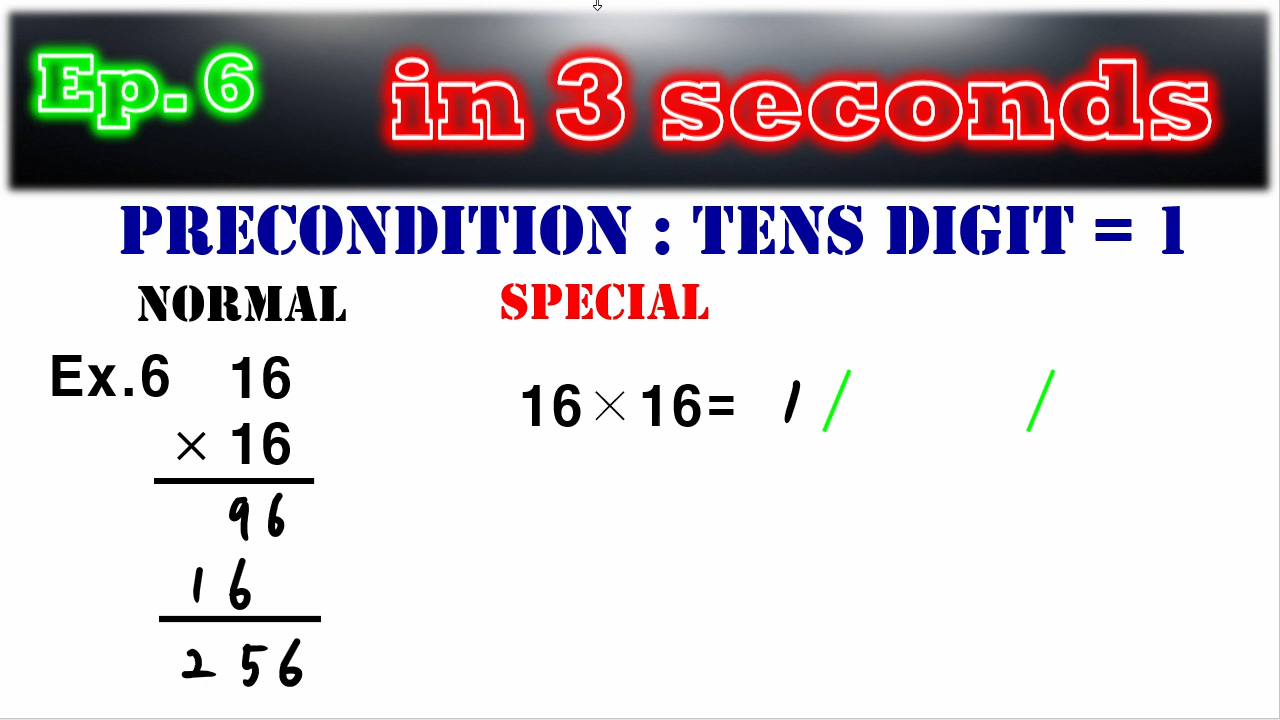 Ep. 6 in 3 seconds
PRECONDITION : TENS DIGIT = 1
NORMAL SPECIAL
Ex.6 16
× 16
96
16
256
16×16= 1 / /